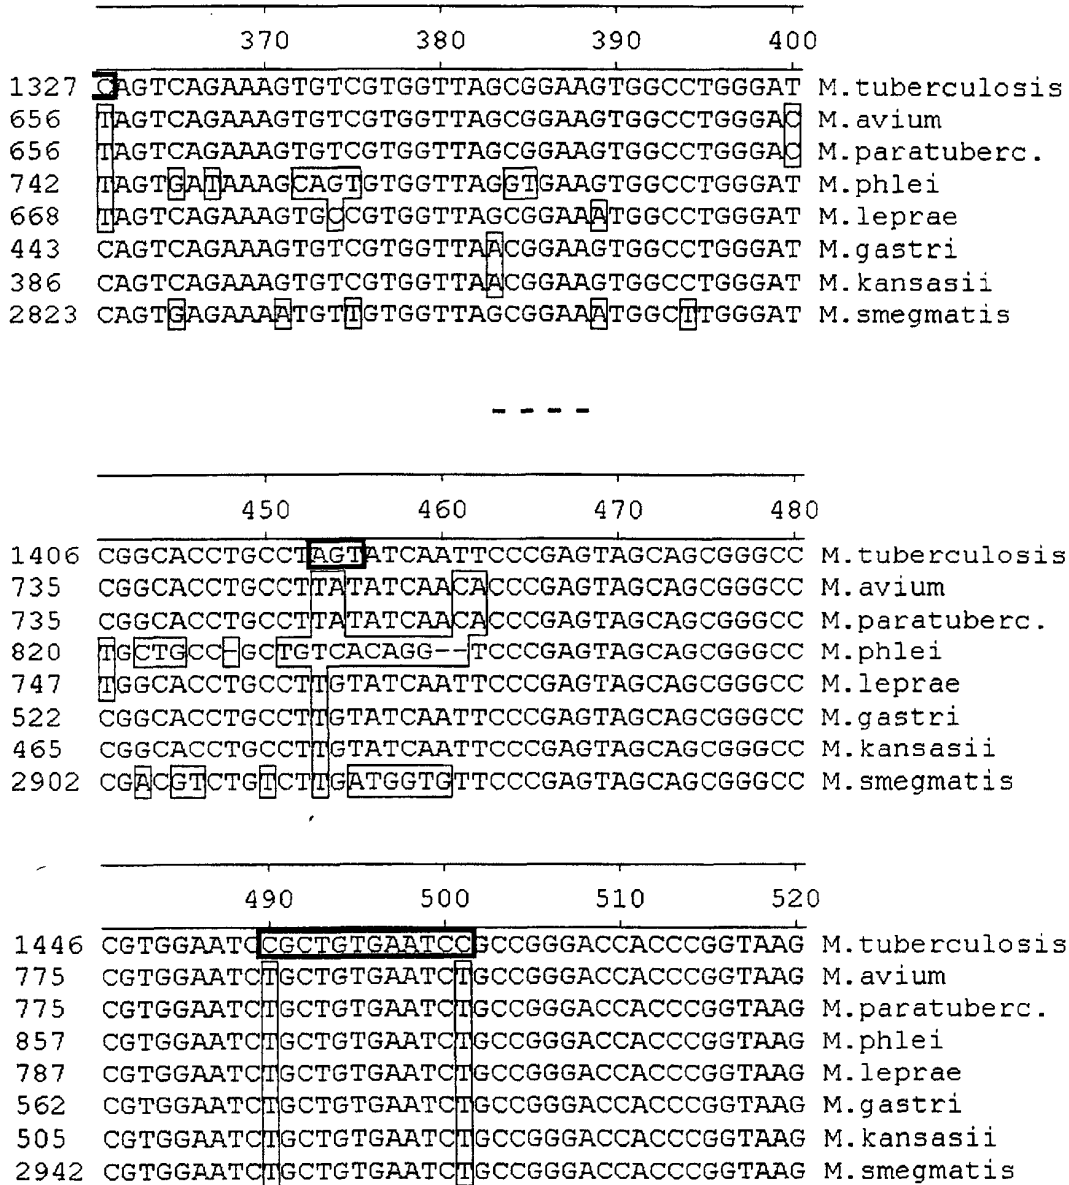 370 380 390 400
1327 CAGTCAGAAAGTGTCGTGGTTAGCGGAAGTGGCCTGGGAT M.tuberculosis
656 TAGTCAGAAAGTGTCGTGGTTAGCGGAAGTGGCCTGGGAC M.avium
656 TAGTCAGAAAGTGTCGTGGTTAGCGGAAGTGGCCTGGGAC M.paratuberc.
742 TAGTGATAAAGCAGTGTGGTTAGGTGAAGTGGCCTGGGAT M.phlei
668 TAGTCAGAAAGTGCCGTGGTTAGCGGAAATGGCCTGGGAT M.leprae
443 CAGTCAGAAAGTGTCGTGGTTAACGGAAGTGGCCTGGGAT M.gastri
386 CAGTCAGAAAGTGTCGTGGTTAACGGAAGTGGCCTGGGAT M.kansasii
2823 CAGTGAGAAAATGTTGTGGTTAGCGGAAATGGCTTGGGAT M.smegmatis
- - - -
450 460 470 480
1406 CGGCACCTGCCTAGTATCAATTCCCGAGTAGCAGCGGGCC M.tuberculosis
735 CGGCACCTGCCTTATATCAACACCCGAGTAGCAGCGGGCC M.avium
735 CGGCACCTGCCTTATATCAACACCCGAGTAGCAGCGGGCC M.paratuberc.
820 TGCTGCC-GCTGTCACAGG--TCCCGAGTAGCAGCGGGCC M.phlei
747 TGGCACCTGCCTTGTATCAATTCCCGAGTAGCAGCGGGCC M.leprae
522 CGGCACCTGCCTTGTATCAATTCCCGAGTAGCAGCGGGCC M.gastri
465 CGGCACCTGCCTTGTATCAATTCCCGAGTAGCAGCGGGCC M.kansasii
2902 CGACGTCTGTCTTGATGGTGTTCCCGAGTAGCAGCGGGCC M.smegmatis
490 500 510 520
1446 CGTGGAATCCGCTGTGAATCCGCCGGGACCACCCGGTAAG M.tuberculosis
775 CGTGGAATCTGCTGTGAATCTGCCGGGACCACCCGGTAAG M.avium
775 CGTGGAATCTGCTGTGAATCTGCCGGGACCACCCGGTAAG M.paratuberc.
857 CGTGGAATCTGCTGTGAATCTGCCGGGACCACCCGGTAAG M.phlei
787 CGTGGAATCTGCTGTGAATCTGCCGGGACCACCCGGTAAG M.leprae
562 CGTGGAATCTGCTGTGAATCTGCCGGGACCACCCGGTAAG M.gastri
505 CGTGGAATCTGCTGTGAATCTGCCGGGACCACCCGGTAAG M.kansasii
2942 CGTGGAATCTGCTGTGAATCTGCCGGGACCACCCGGTAAG M.smegmatis